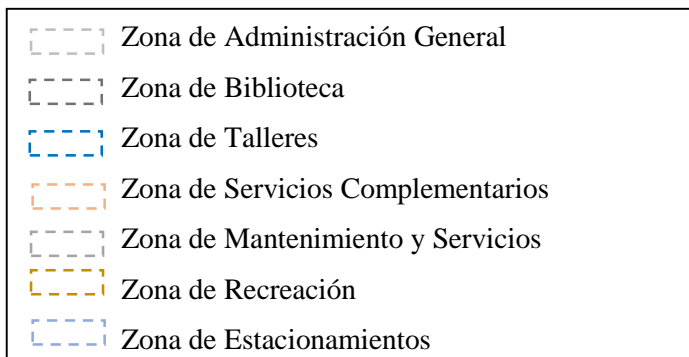 Zona de Administración General
Zona de Biblioteca
Zona de Talleres
Zona de Servicios Complementarios
Zona de Mantenimiento y Servicios
Zona de Recreación
Zona de Estacionamientos